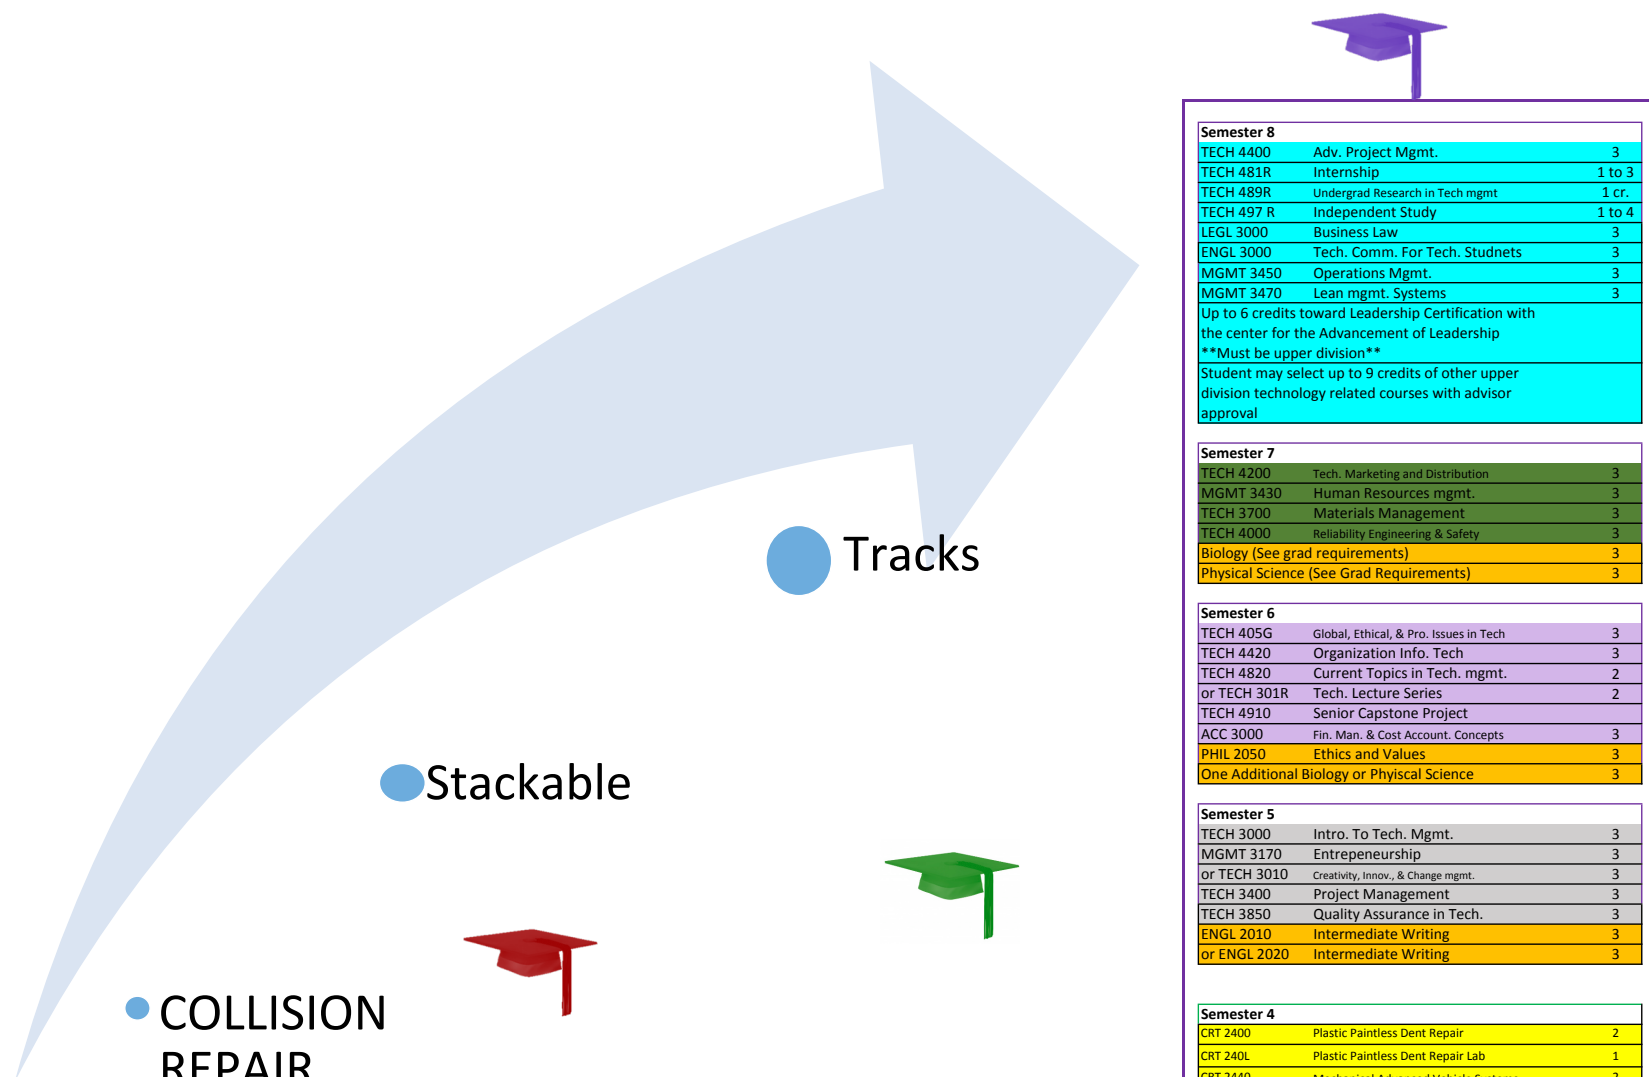 Tracks
Stackable
COLLISION
REPAIR
Semester 8
TECH 4400 Adv. Project Mgmt. 3
TECH 481R Internship 1 to 3
TECH 489R Undergrad Research in Tech mgmt 1 cr.
TECH 497 R Independent Study 1 to 4
LEGL 3000 Business Law 3
ENGL 3000 Tech. Comm. For Tech. Studnets 3
MGMT 3450 Operations Mgmt. 3
MGMT 3470 Lean mgmt. Systems 3
Up to 6 credits toward Leadership Certification with
the center for the Advancement of Leadership
**Must be upper division**
Student may select up to 9 credits of other upper
division technology related courses with advisor
approval
Semester 7
TECH 4200 Tech. Marketing and Distribution 3
MGMT 3430 Human Resources mgmt. 3
TECH 3700 Materials Management 3
TECH 4000 Reliability Engineering & Safety 3
Biology (See grad requirements) 3
Physical Science (See Grad Requirements) 3
Semester 6
TECH 405G Global, Ethical, & Pro. Issues in Tech 3
TECH 4420 Organization Info. Tech 3
TECH 4820 Current Topics in Tech. mgmt. 2
or TECH 301R Tech. Lecture Series 2
TECH 4910 Senior Capstone Project
ACC 3000 Fin. Man. & Cost Account. Concepts 3
PHIL 2050 Ethics and Values 3
One Additional Biology or Phyiscal Science 3
Semester 5
TECH 3000 Intro. To Tech. Mgmt. 3
MGMT 3170 Entrepeneurship 3
or TECH 3010 Creativity, Innov., & Change mgmt. 3
TECH 3400 Project Management 3
TECH 3850 Quality Assurance in Tech. 3
ENGL 2010 Intermediate Writing 3
or ENGL 2020 Intermediate Writing 3
Semester 4
CRT 2400 Plastic Paintless Dent Repair 2
CRT 240L Plastic Paintless Dent Repair Lab 1
CRT 2440 Mechanical Advanced Vehicle Systems 2